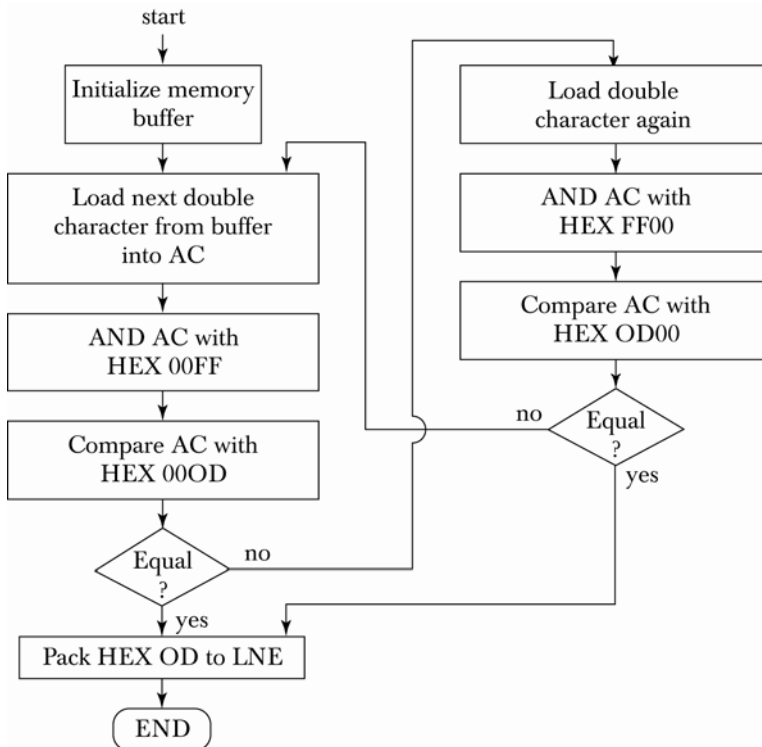 start
Initialize memory
buffer
Load next double
character from buffer
into AC
AND AC with
HEX 00FF
Compare AC with
HEX 00OD
Equal
?
no
yes
Pack HEX OD to LNE
END
Load double
character again
AND AC with
HEX FF00
Compare AC with
HEX OD00
Equal
?
no
yes